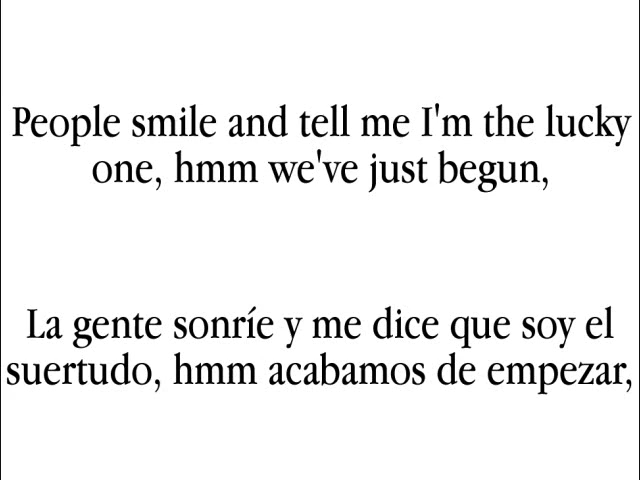 People smile and tell me I'm the lucky
one, hmm we've just begun,
La gente sonríe y me dice que soy el
suertudo, hmm acabamos de empezar,